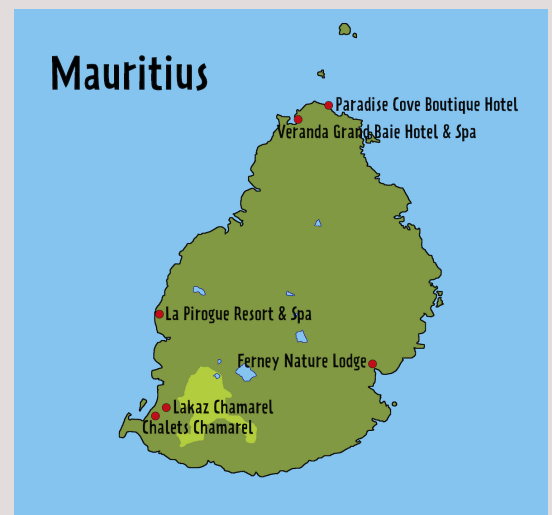 Mauritius
Paradise Cove Boutique Hotel
Veranda Grand Baie Hotel & Spa
La Pirogue Resort & Spa
Ferney Nature Lodge
Lakaz Chamarel
Chalets Chamarel